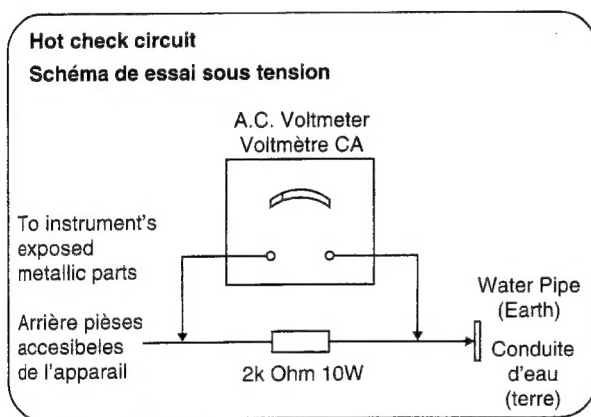 Hot check circuit
Schéma de essai sous tension
A.C. Voltmeter
Voltmètre CA
To instrument's
exposed
metallic parts
Arrière pièses
accesibeles
de l'apparail
2k Ohm 10W
Water Pipe
(Earth)
Conduite
d'eau
(terre)